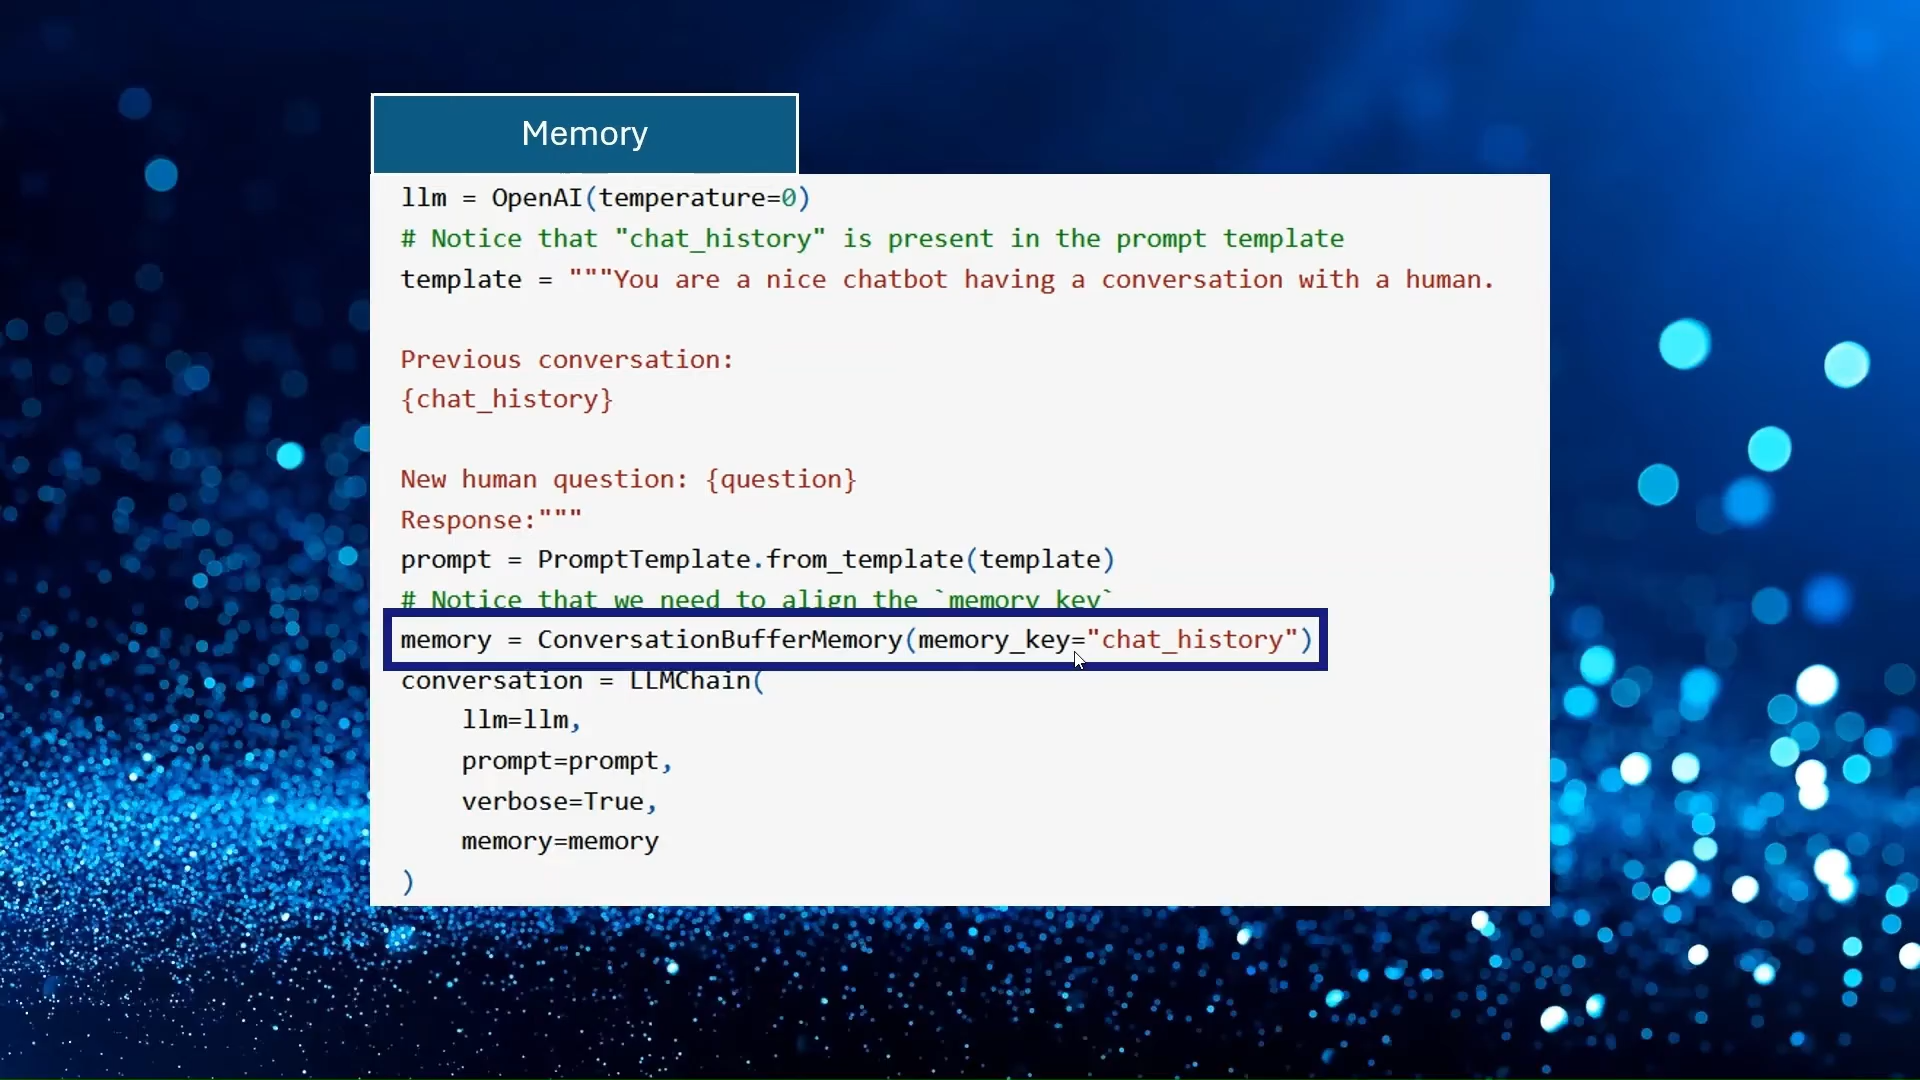 Memory
llm = OpenAI(temperature=0)
# Notice that "chat_history" is present in the prompt template
template = """You are a nice chatbot having a conversation with a human.
Previous conversation:
{chat_history}
New human question: {question}
Response:"""
prompt = PromptTemplate.from_template(template)
# Notice that we need to align the `memory_key`
memory = ConversationBufferMemory(memory_key="chat_history")
conversation = LLMChain(
    llm=llm,
    prompt=prompt,
    verbose=True,
    memory=memory
)